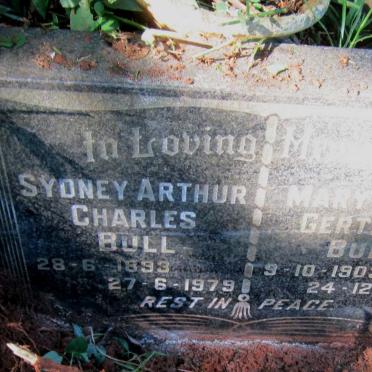 In Loving
SYDNEY ARTHUR
CHARLES
BULL
28-6-1893
27-6-1979
MARY
GERT
BU
9-10-1903
24-12
REST IN PEACE